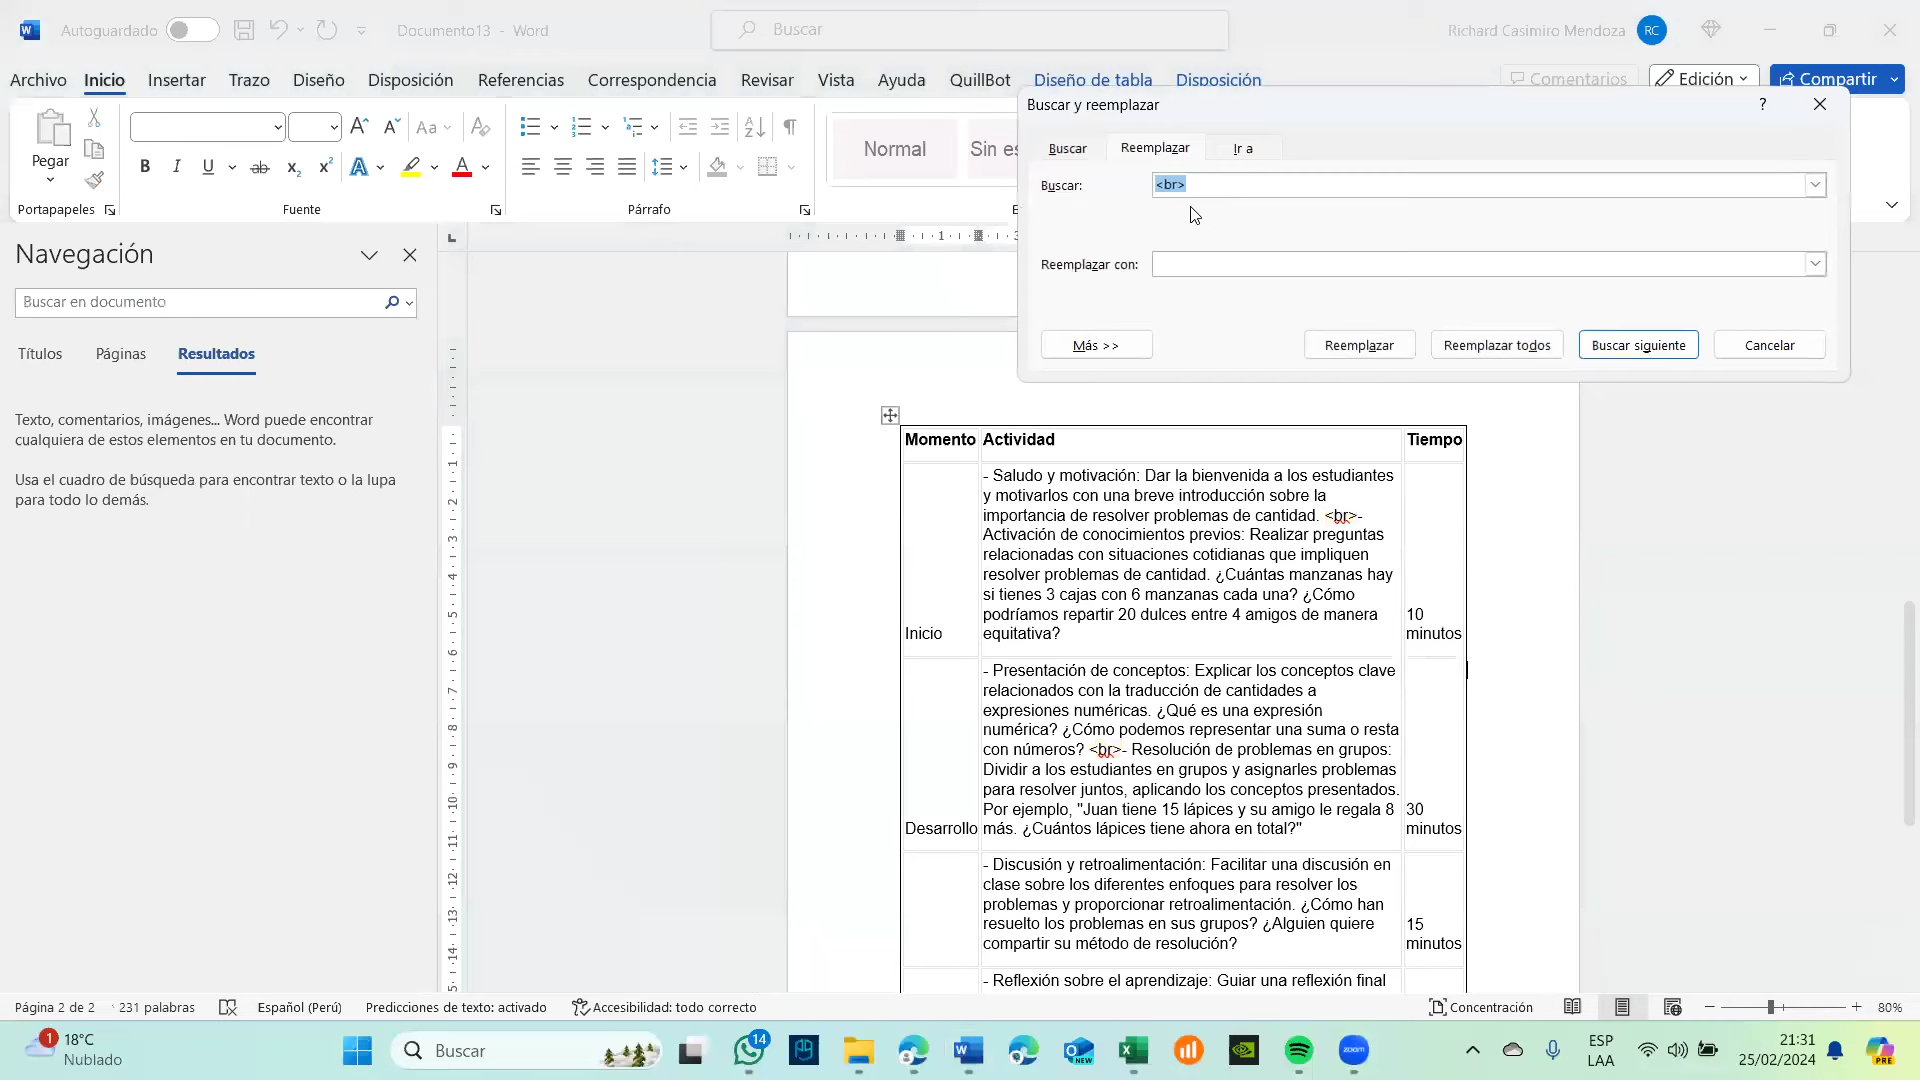 Autoguardado
Documento13 - Word
Buscar
Richard Casimiro Mendoza
RC
Archivo Inicio Insertar Trazo Diseño Disposición Referencias Correspondencia Revisar Vista Ayuda QuillBot Diseño de tabla Disposición
Comentarios
Edición
Compartir
Pegar
Normal
Sin es
Portapapeles
Fuente
Párrafo
Buscar y reemplazar
Buscar
Reemplazar
Ir a
Buscar:
<br>
Reemplazar con:
Más >>
Reemplazar
Reemplazar todos
Buscar siguiente
Cancelar
Navegación
Buscar en documento
Títulos
Páginas
Resultados
Texto, comentarios, imágenes... Word puede encontrar
cualquiera de estos elementos en tu documento.
Usa el cuadro de búsqueda para encontrar texto o la lupa
para todo lo demás.
Momento Actividad Tiempo
- Saludo y motivación: Dar la bienvenida a los estudiantes
y motivarlos con una breve introducción sobre la
importancia de resolver problemas de cantidad. <br>-
Activación de conocimientos previos: Realizar preguntas
relacionadas con situaciones cotidianas que impliquen
resolver problemas de cantidad. ¿Cuántas manzanas hay
si tienes 3 cajas con 6 manzanas cada una? ¿Cómo
podríamos repartir 20 dulces entre 4 amigos de manera
equitativa?
Inicio
10
minutos
- Presentación de conceptos: Explicar los conceptos clave
relacionados con la traducción de cantidades a
expresiones numéricas. ¿Qué es una expresión
numérica? ¿Cómo podemos representar una suma o resta
con números? <br>- Resolución de problemas en grupos:
Dividir a los estudiantes en grupos y asignarles problemas
para resolver juntos, aplicando los conceptos presentados.
Por ejemplo, "Juan tiene 15 lápices y su amigo le regala 8
más. ¿Cuántos lápices tiene ahora en total?"
Desarrollo
30
minutos
- Discusión y retroalimentación: Facilitar una discusión en
clase sobre los diferentes enfoques para resolver los
problemas y proporcionar retroalimentación. ¿Cómo han
resuelto los problemas en sus grupos? ¿Alguien quiere
compartir su método de resolución?
15
minutos
- Reflexión sobre el aprendizaje: Guiar una reflexión final
Página 2 de 2
231 palabras
Español (Perú)
Predicciones de texto: activado
Accesibilidad: todo correcto
Concentración
80%
1
18°C
Nublado
Buscar
14
NEW
zoom
ESP
LAA
21:31
25/02/2024
PRE